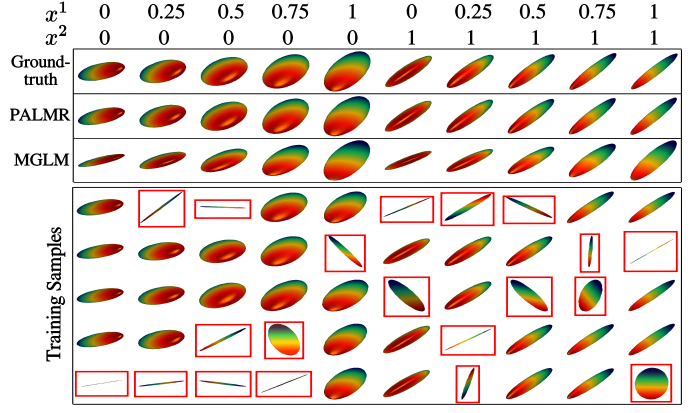 x¹ 0 0.25 0.5 0.75 1 0 0.25 0.5 0.75 1
x² 0 0 0 0 0 1 1 1 1 1
Ground-
truth
PALMR
MGLM
Training Samples